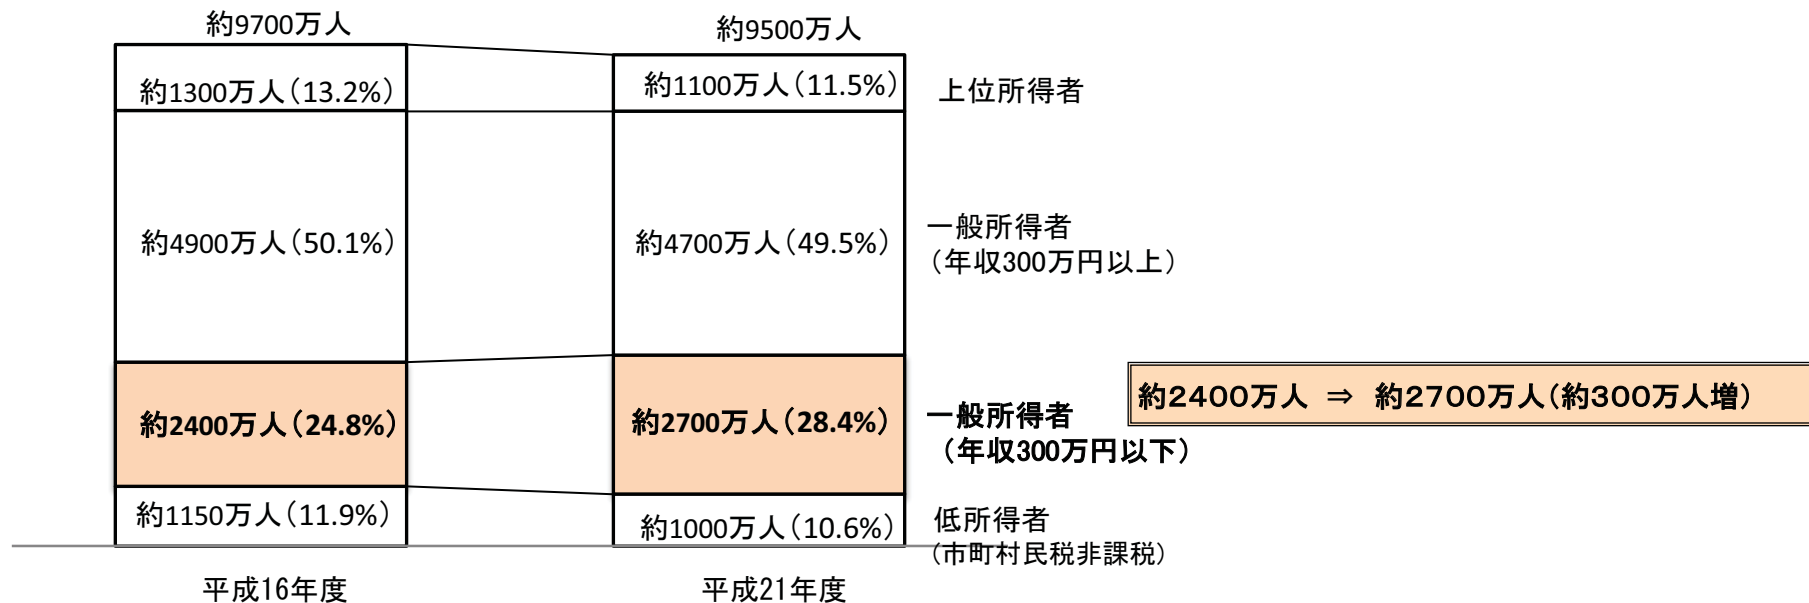 約9700万人
約9500万人
約1300万人（13.2%）
約1100万人（11.5%）
上位所得者
約4900万人（50.1%）
約4700万人（49.5%）
一般所得者
（年収300万円以上）
約2400万人（24.8%）
約2700万人（28.4%）
一般所得者
（年収300万円以下）
約２４００万人 ⇒ 約２７００万人（約３００万人増）
約1150万人（11.9%）
約1000万人（10.6%）
低所得者
（市町村民税非課税）
平成16年度
平成21年度